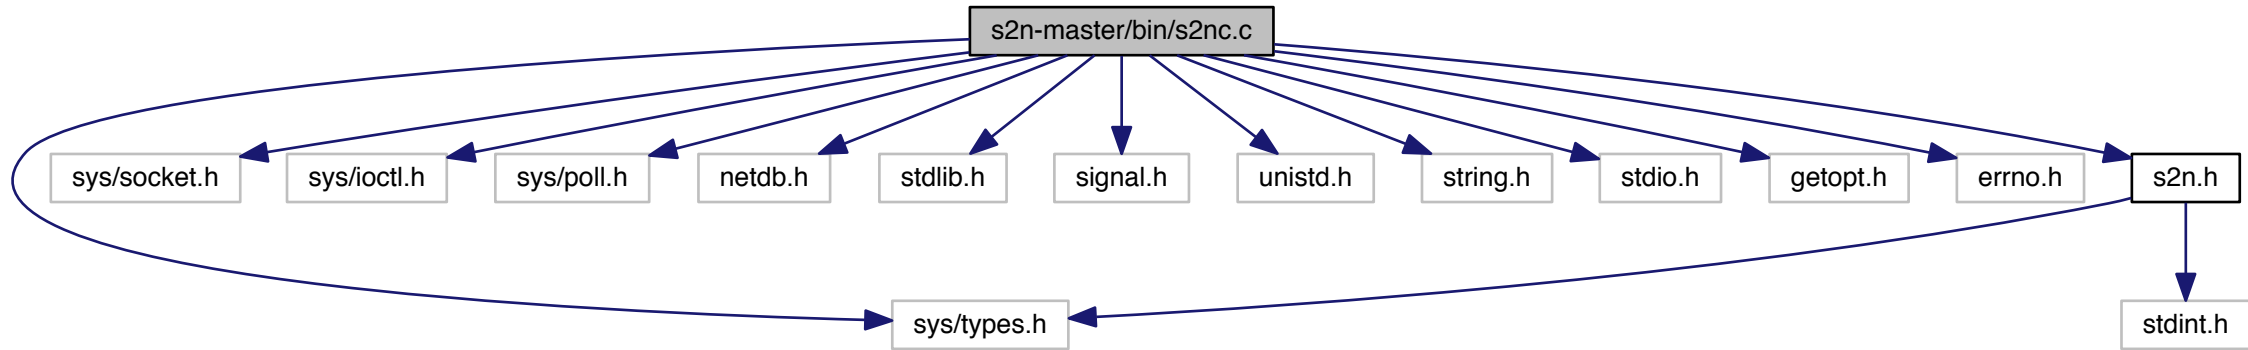 s2n-master/bin/s2nc.c
sys/socket.h
sys/ioctl.h
sys/poll.h
netdb.h
stdlib.h
signal.h
unistd.h
string.h
stdio.h
getopt.h
errno.h
s2n.h
sys/types.h
stdint.h